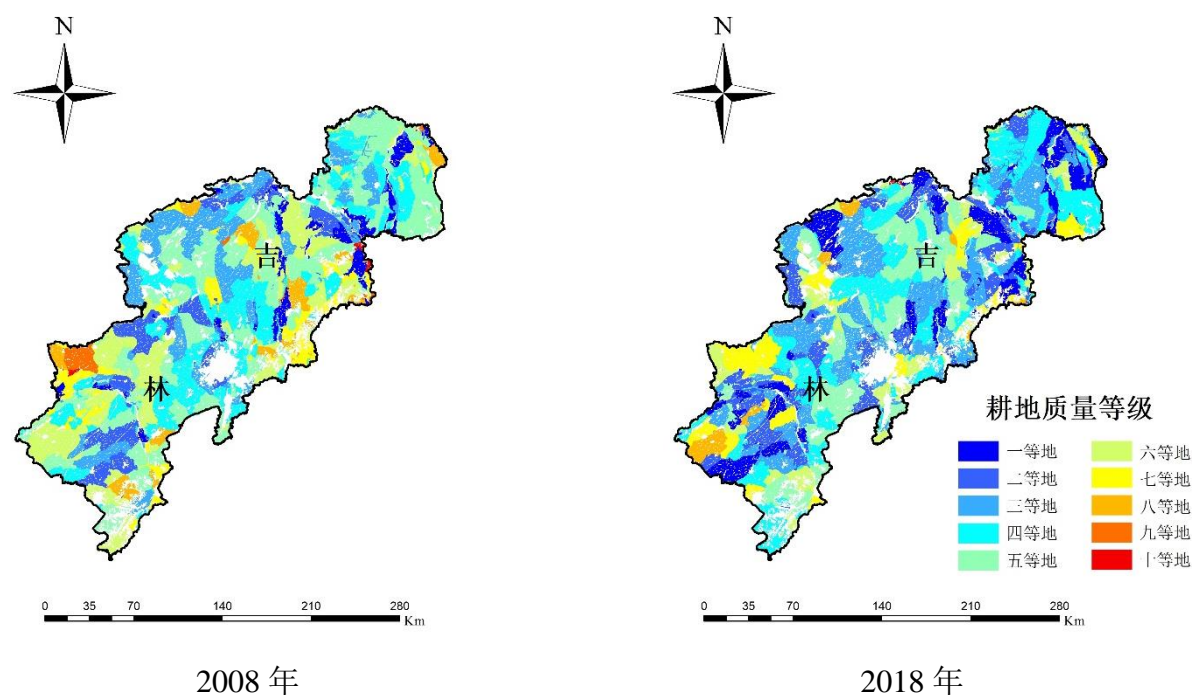 N
N
吉
林
吉
林
耕地质量等级
一等地
二等地
三等地
四等地
五等地
六等地
七等地
八等地
九等地
十等地
0 35 70 140 210 280 Km
0 35 70 140 210 280 Km
2008 年
2018 年